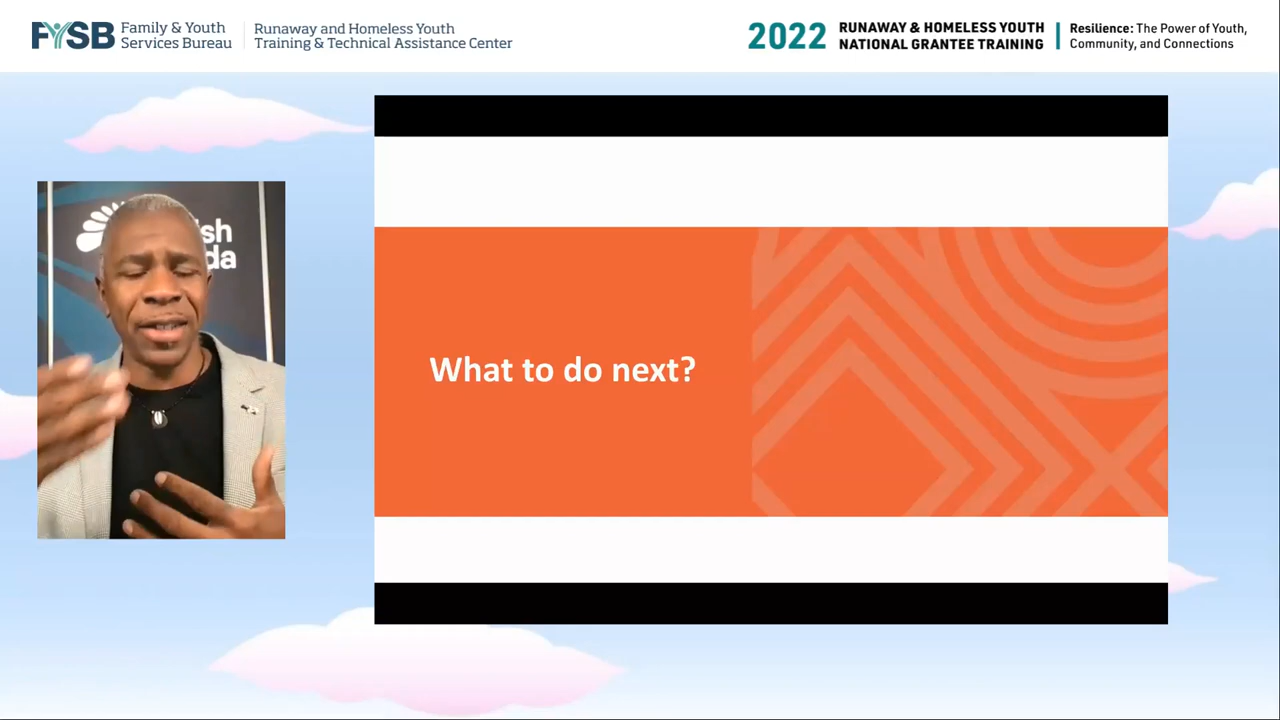 FYSB
Family & Youth
Services Bureau
Runaway and Homeless Youth
Training & Technical Assistance Center
2022
RUNAWAY & HOMELESS YOUTH
NATIONAL GRANTEE TRAINING
Resilience: The Power of Youth,
Community, and Connections
What to do next?